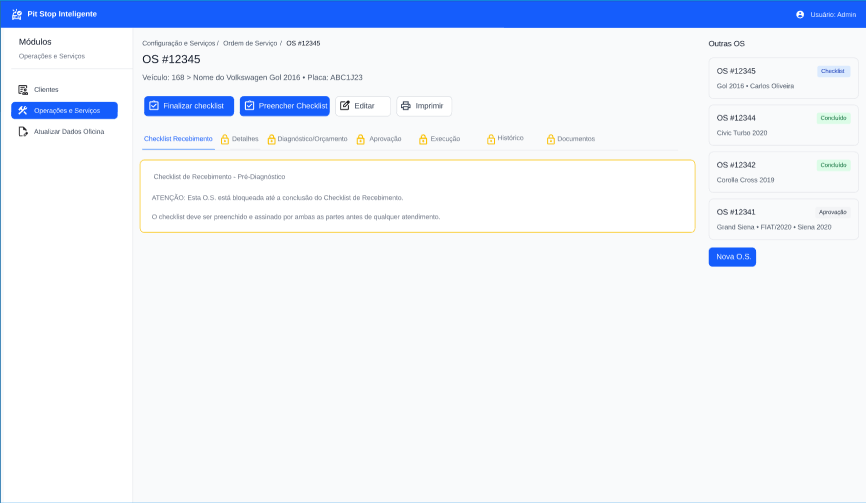 Pit Stop Inteligente
Usuário: Admin
Módulos
Operações e Serviços
Clientes
Operações e Serviços
Atualizar Dados Oficina
Configuração e Serviços / Ordem de Serviço / OS #12345
OS #12345
Veículo: 168 > Nome do Volkswagen Gol 2016 • Placa: ABC1J23
Finalizar checklist
Preencher Checklist
Editar
Imprimir
Checklist Recebimento
Detalhes
Diagnóstico/Orçamento
Aprovação
Execução
Histórico
Documentos
Checklist de Recebimento - Pré-Diagnóstico
ATENÇÃO: Esta O.S. está bloqueada até a conclusão do Checklist de Recebimento.
O checklist deve ser preenchido e assinado por ambas as partes antes de qualquer atendimento.
Outras OS
OS #12345
Checklist
Gol 2016 • Carlos Oliveira
OS #12344
Concluído
Civic Turbo 2020
OS #12342
Concluído
Corolla Cross 2019
OS #12341
Aprovação
Grand Siena • FIAT/2020 • Siena 2020
Nova O.S.